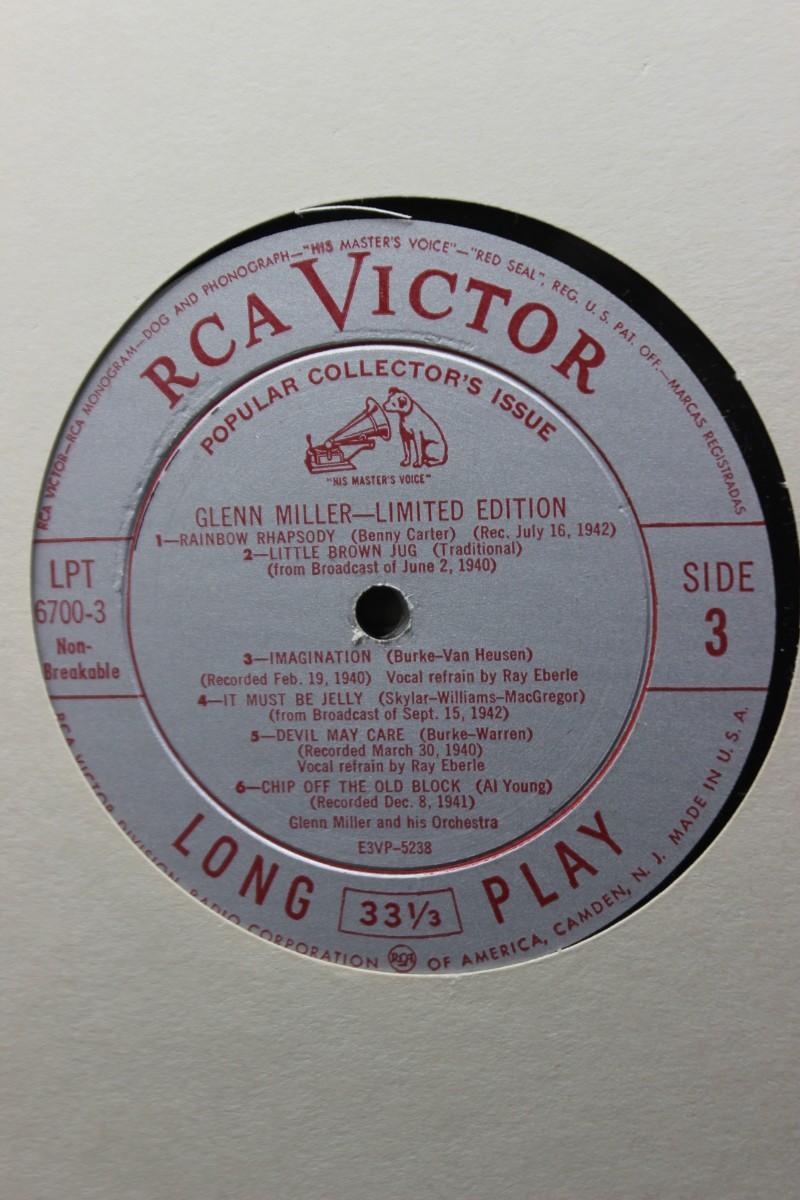 RCA VICTOR—RCA MONOGRAM—DOG AND PHONOGRAPH—"HIS MASTER'S VOICE"—"RED SEAL", REG. U. S. PAT. OFF.—MARCAS REGISTRADAS
RCA VICTOR
POPULAR COLLECTOR'S ISSUE
"HIS MASTER'S VOICE"
GLENN MILLER—LIMITED EDITION
1—RAINBOW RHAPSODY (Benny Carter) (Rec. July 16, 1942)
2—LITTLE BROWN JUG (Traditional)
(from Broadcast of June 2, 1940)
LPT
6700-3
Non-
Breakable
SIDE
3
3—IMAGINATION (Burke–Van Heusen)
(Recorded Feb. 19, 1940) Vocal refrain by Ray Eberle
4—IT MUST BE JELLY (Skylar–Williams–MacGregor)
(from Broadcast of Sept. 15, 1942)
5—DEVIL MAY CARE (Burke–Warren)
(Recorded March 30, 1940)
Vocal refrain by Ray Eberle
6—CHIP OFF THE OLD BLOCK (Al Young)
(Recorded Dec. 8, 1941)
Glenn Miller and his Orchestra
E3VP–5238
LONG 33⅓ PLAY
RCA VICTOR DIVISION, RADIO CORPORATION RCA OF AMERICA, CAMDEN, N. J. MADE IN U. S. A.